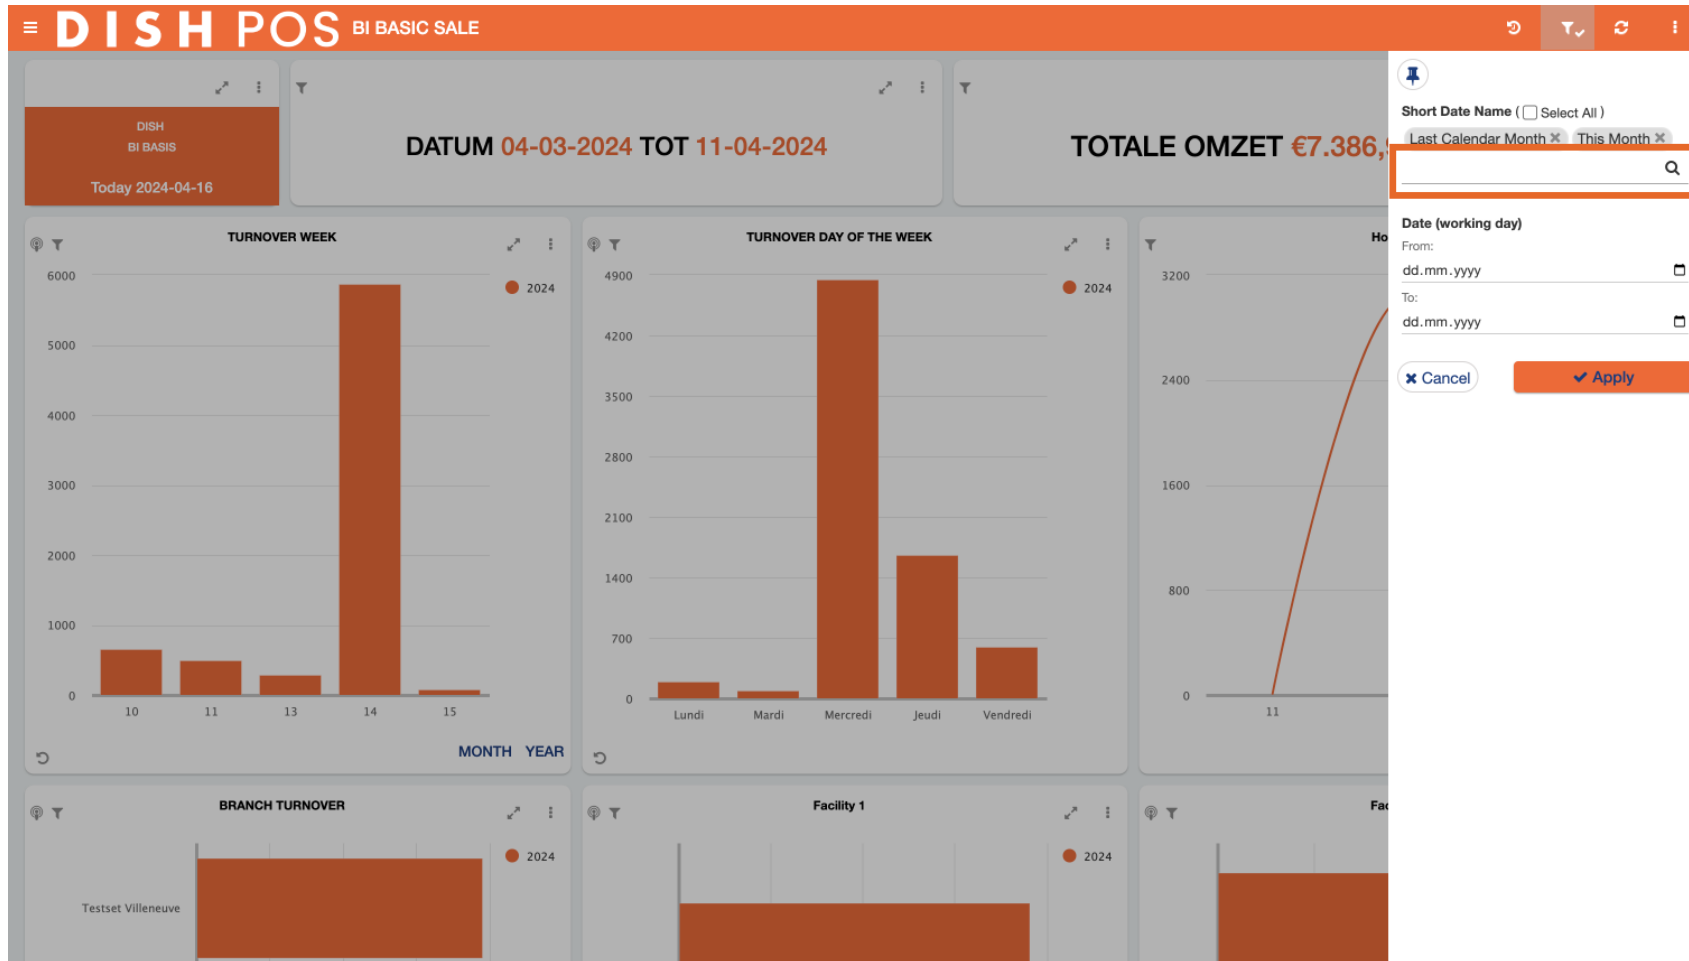 DISH POS BI BASIC SALE
DISH
BI BASIS
Today 2024-04-16
DATUM 04-03-2024 TOT 11-04-2024
TOTALE OMZET €7.386,
Short Date Name ( Select All )
Last Calendar Month This Month
Date (working day)
From:
dd.mm.yyyy
To:
dd.mm.yyyy
Cancel Apply
TURNOVER WEEK
2024
6000
5000
4000
3000
2000
1000
0
10 11 13 14 15
MONTH YEAR
TURNOVER DAY OF THE WEEK
2024
4900
4200
3500
2800
2100
1400
700
0
Lundi Mardi Mercredi Jeudi Vendredi
Ho
3200
2400
1600
800
0
11
BRANCH TURNOVER
2024
Testset Villeneuve
Facility 1
2024
Fac